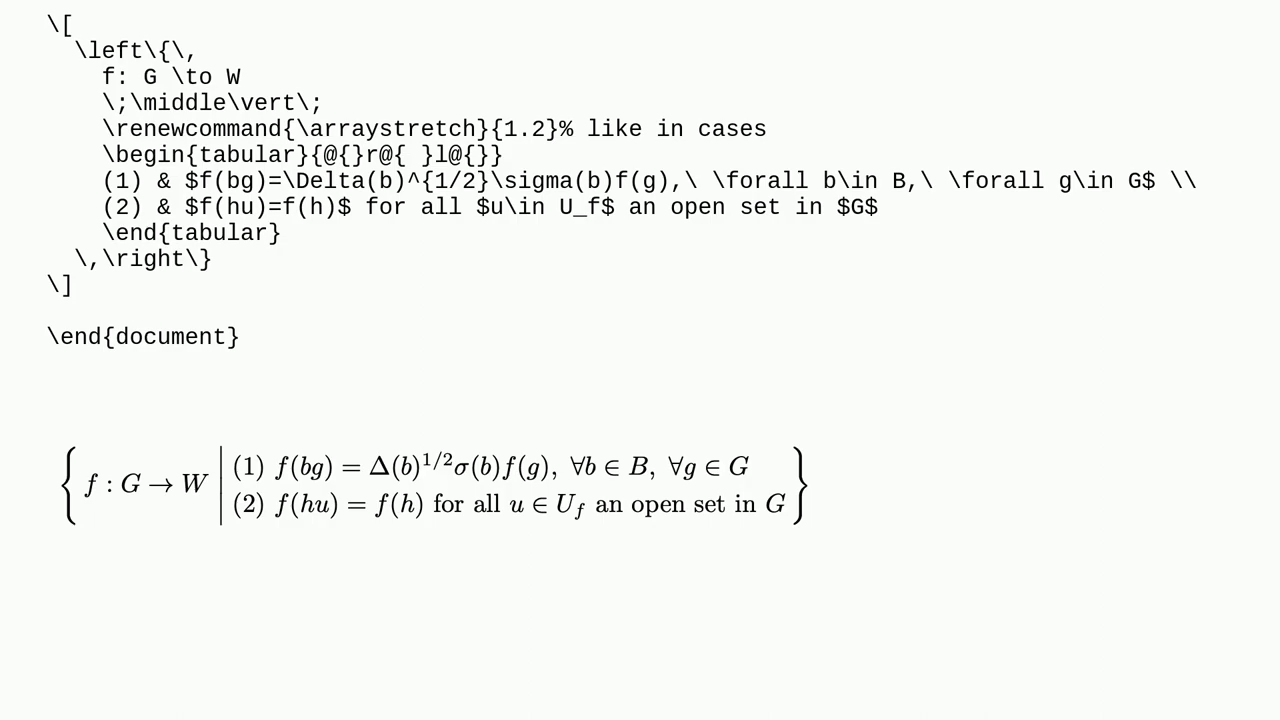 \[
  \left\{\,
    f: G \to W
    \;\middle\vert\;
    \renewcommand{\arraystretch}{1.2}% like in cases
    \begin{tabular}{@{}r@{ }l@{}}
    (1) & $f(bg)=\Delta(b)^{1/2}\sigma(b)f(g),\ \forall b\in B,\ \forall g\in G$ \\
    (2) & $f(hu)=f(h)$ for all $u\in U_f$ an open set in $G$
    \end{tabular}
  \,\right\}
\]
\end{document}
{ f : G → W | (1) f(bg) = Δ(b)^{1/2}σ(b)f(g), ∀b ∈ B, ∀g ∈ G
(2) f(hu) = f(h) for all u ∈ U_f an open set in G }